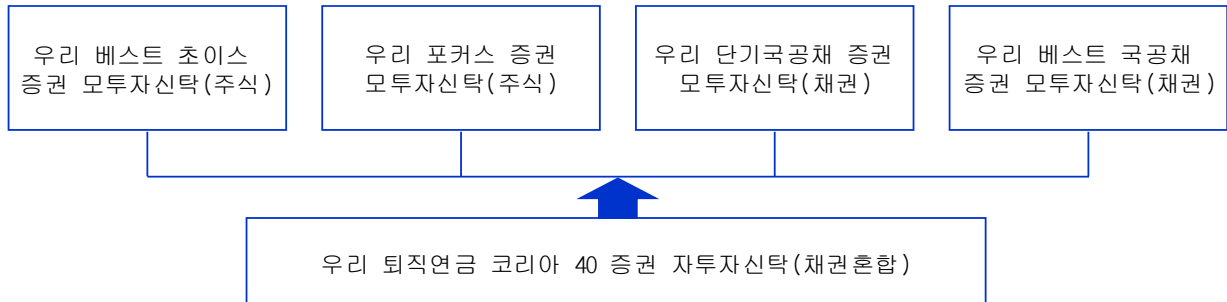 우리 베스트 초이스
증권 모투자신탁(주식)
우리 포커스 증권
모투자신탁(주식)
우리 단기국공채 증권
모투자신탁(채권)
우리 베스트 국공채
증권 모투자신탁(채권)
우리 퇴직연금 코리아 40 증권 자투자신탁(채권혼합)